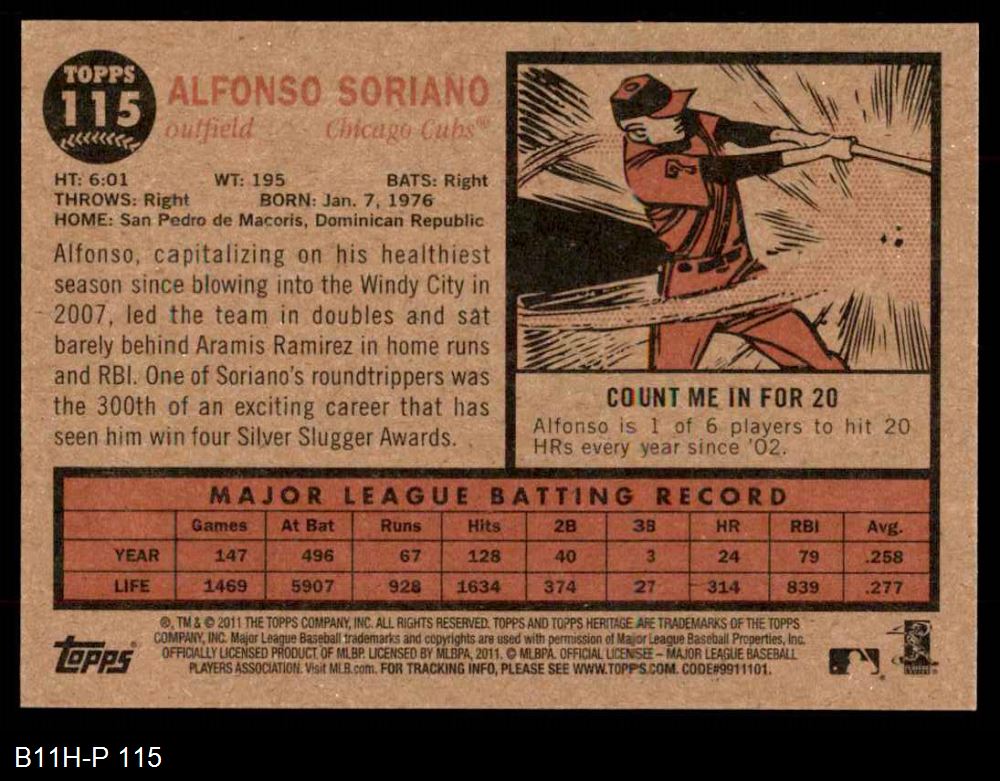 TOPPS
115
ALFONSO SORIANO
outfield Chicago Cubs®
HT: 6:01 WT: 195 BATS: Right
THROWS: Right BORN: Jan. 7, 1976
HOME: San Pedro de Macoris, Dominican Republic
Alfonso, capitalizing on his healthiest
season since blowing into the Windy City in
2007, led the team in doubles and sat
barely behind Aramis Ramirez in home runs
and RBI. One of Soriano's roundtrippers was
the 300th of an exciting career that has
seen him win four Silver Slugger Awards.
7
COUNT ME IN FOR 20
Alfonso is 1 of 6 players to hit 20
HRs every year since '02.
MAJOR LEAGUE BATTING RECORD
Games At Bat Runs Hits 2B 3B HR RBI Avg.
YEAR 147 496 67 128 40 3 24 79 .258
LIFE 1469 5907 928 1634 374 27 314 839 .277
®, TM & © 2011 THE TOPPS COMPANY, INC. ALL RIGHTS RESERVED. TOPPS AND TOPPS HERITAGE ARE TRADEMARKS OF THE TOPPS
COMPANY, INC. Major League Baseball trademarks and copyrights are used with permission of Major League Baseball Properties, Inc.
OFFICIALLY LICENSED PRODUCT OF MLBP. LICENSED BY MLBPA, 2011. © MLBPA. OFFICIAL LICENSEE – MAJOR LEAGUE BASEBALL
PLAYERS ASSOCIATION. Visit MLB.com. FOR TRACKING INFO, PLEASE SEE WWW.TOPPS.COM. CODE#9911101.
topps
B11H-P 115